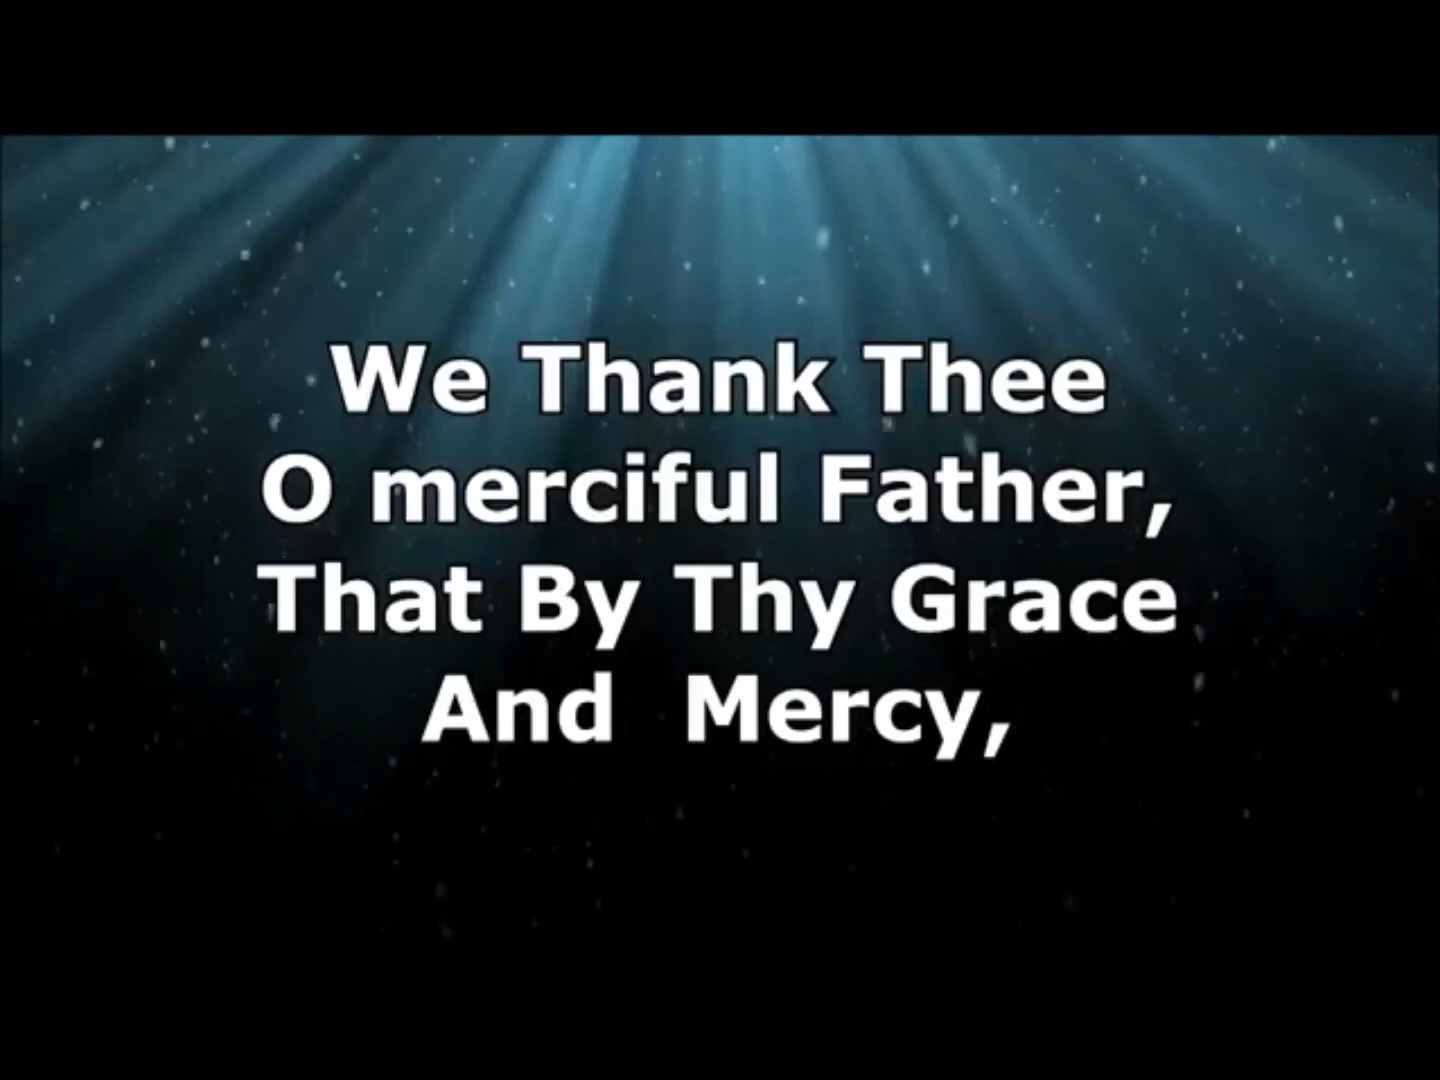 We Thank Thee
O merciful Father,
That By Thy Grace
And  Mercy,